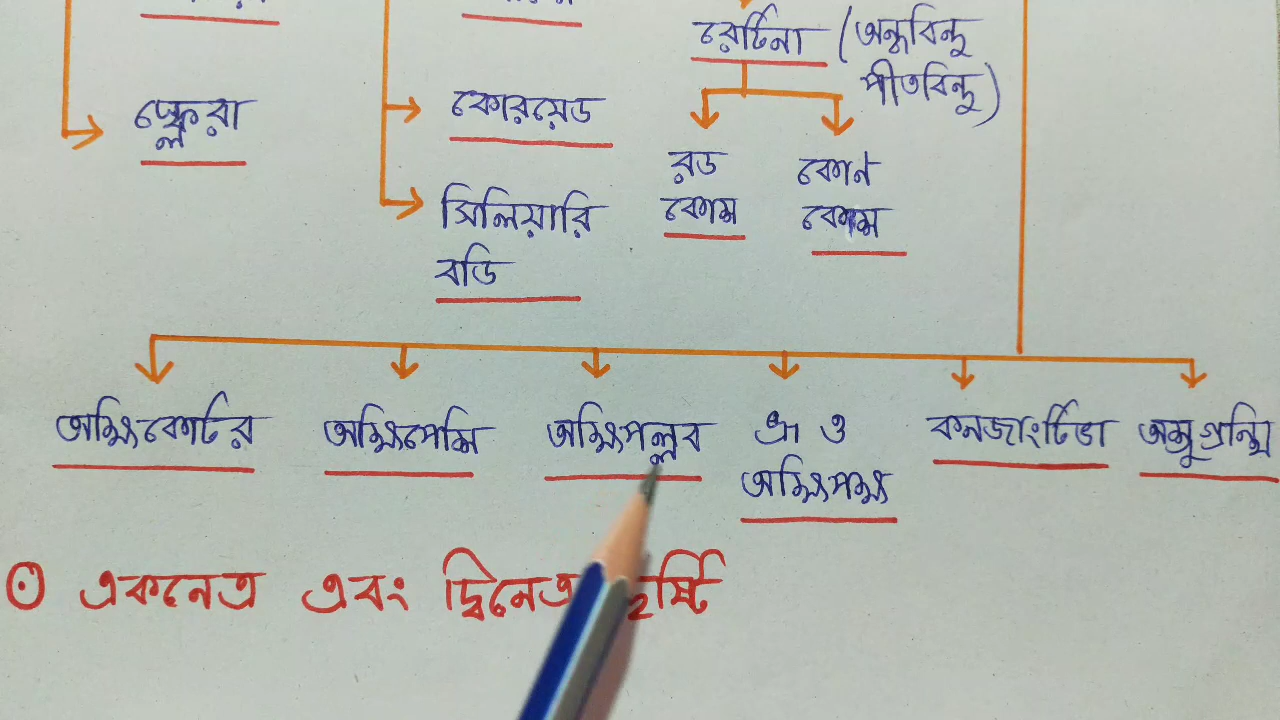 রেটিনা (অন্ধবিন্দু
পীতবিন্দু)
স্ক্লেরা
কোরয়েড
রড
কোষ
কোণ
কোষ
সিলিয়ারি
বডি
অক্ষিকোটর
অক্ষিপেশি
অক্ষিপল্লব
ভ্রূ ও
অক্ষিপক্ষ্ম
কনজাংটিভা
অশ্রুগ্রন্থি
একনেত্র এবং দ্বিনেত্র দৃষ্টি